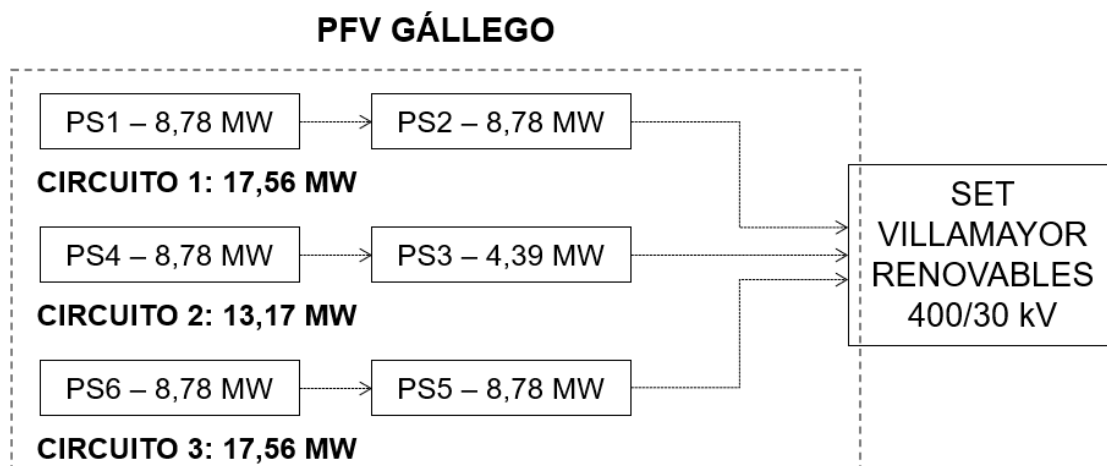 PFV GÁLLEGO
PS1 – 8,78 MW
PS2 – 8,78 MW
CIRCUITO 1: 17,56 MW
PS4 – 8,78 MW
PS3 – 4,39 MW
CIRCUITO 2: 13,17 MW
PS6 – 8,78 MW
PS5 – 8,78 MW
CIRCUITO 3: 17,56 MW
SET
VILLAMAYOR
RENOVABLES
400/30 kV